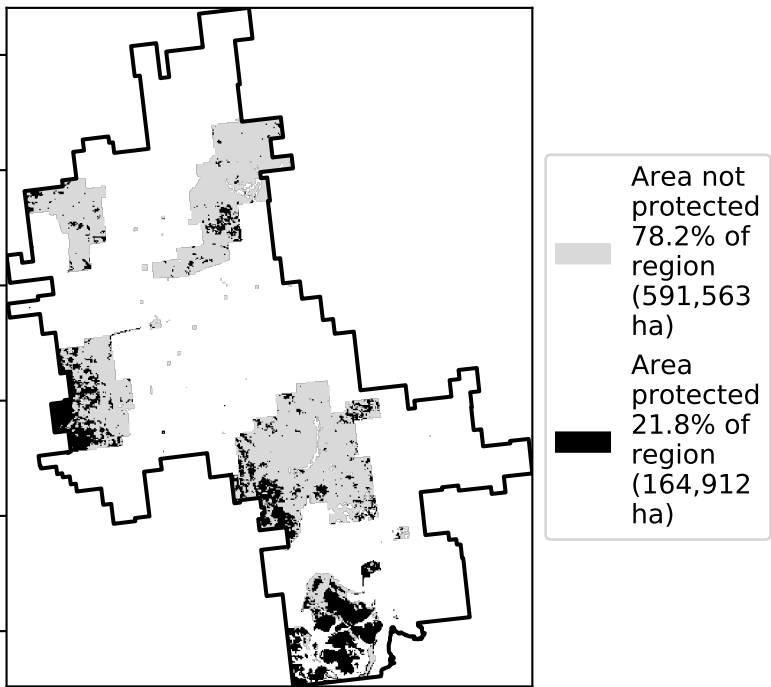 Area not
protected
78.2% of
region
(591,563
ha)
Area
protected
21.8% of
region
(164,912
ha)